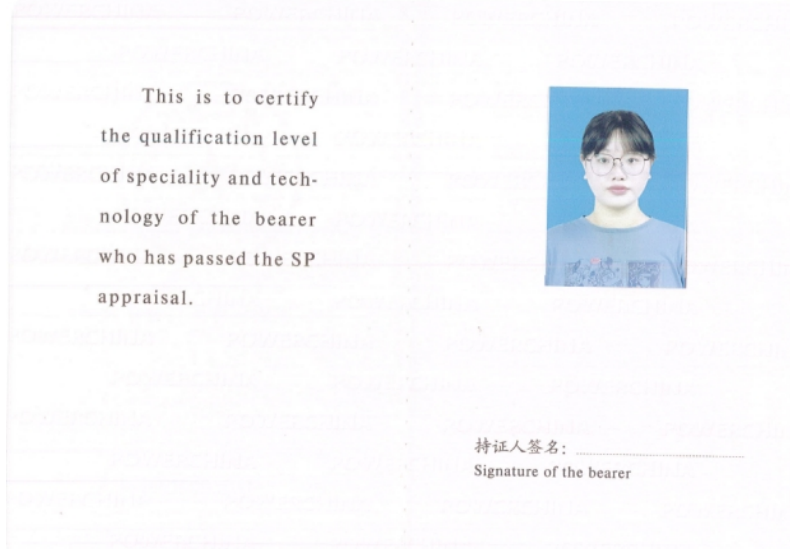 This is to certify
the qualification level
of speciality and tech-
nology of the bearer
who has passed the SP
appraisal.
持证人签名：
Signature of the bearer